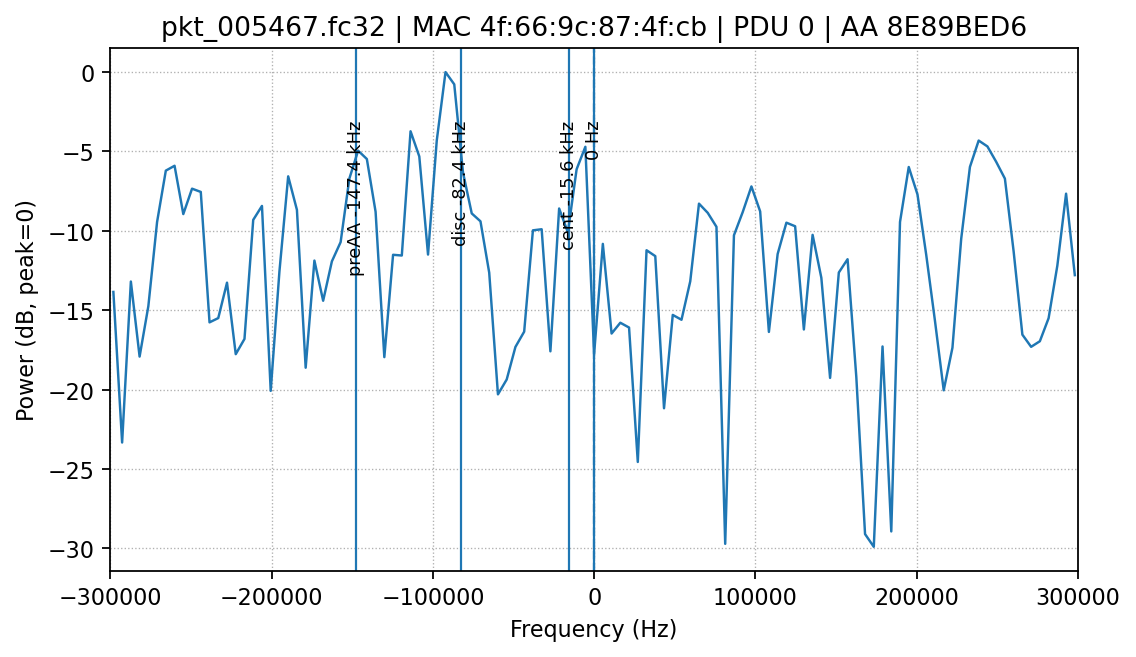 pkt_005467.fc32 | MAC 4f:66:9c:87:4f:cb | PDU 0 | AA 8E89BED6
Power (dB, peak=0)
0
−5
−10
−15
−20
−25
−30
preAA -147.4 kHz
disc -82.4 kHz
cent -15.6 kHz
0 Hz
−300000 −200000 −100000 0 100000 200000 300000
Frequency (Hz)